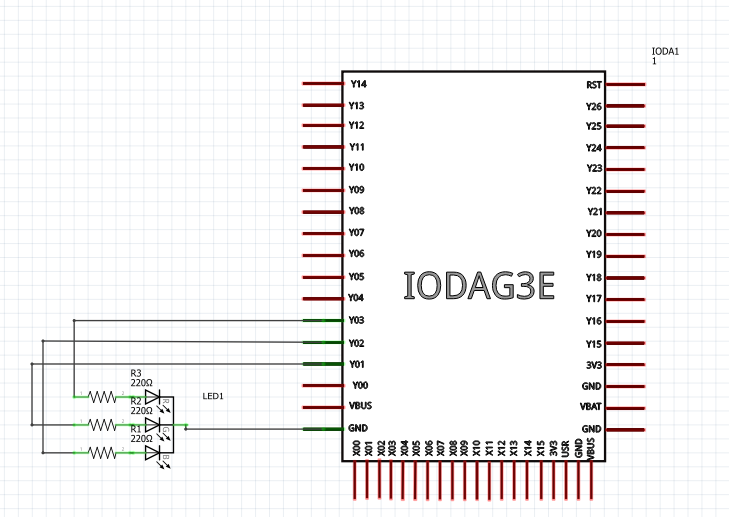 IODA1
1
Y14
Y13
Y12
Y11
Y10
Y09
Y08
Y07
Y06
Y05
Y04
Y03
Y02
Y01
Y00
VBUS
GND
IODAG3E
RST
Y26
Y25
Y24
Y23
Y22
Y21
Y20
Y19
Y18
Y17
Y16
Y15
3V3
GND
VBAT
GND
X00
X01
X02
X03
X04
X05
X06
X07
X08
X09
X10
X11
X12
X13
X14
X15
3V3
USR
GND
VBUS
R3
220Ω
R2
220Ω
R1
220Ω
LED1
R
G
B